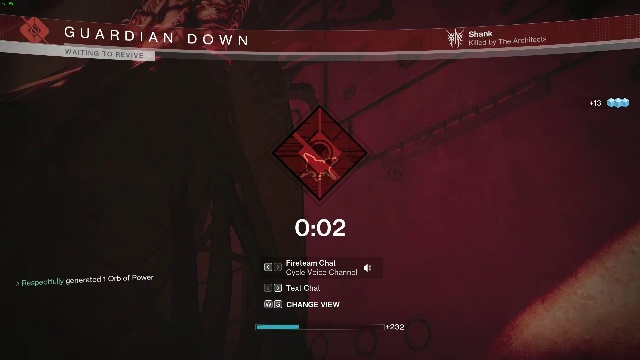 GUARDIAN DOWN
WAITING TO REVIVE
Shank
Killed by The Architects
+13
0:02
Fireteam Chat
Cycle Voice Channel
> Respectfully generated 1 Orb of Power
Text Chat
W S CHANGE VIEW
+232